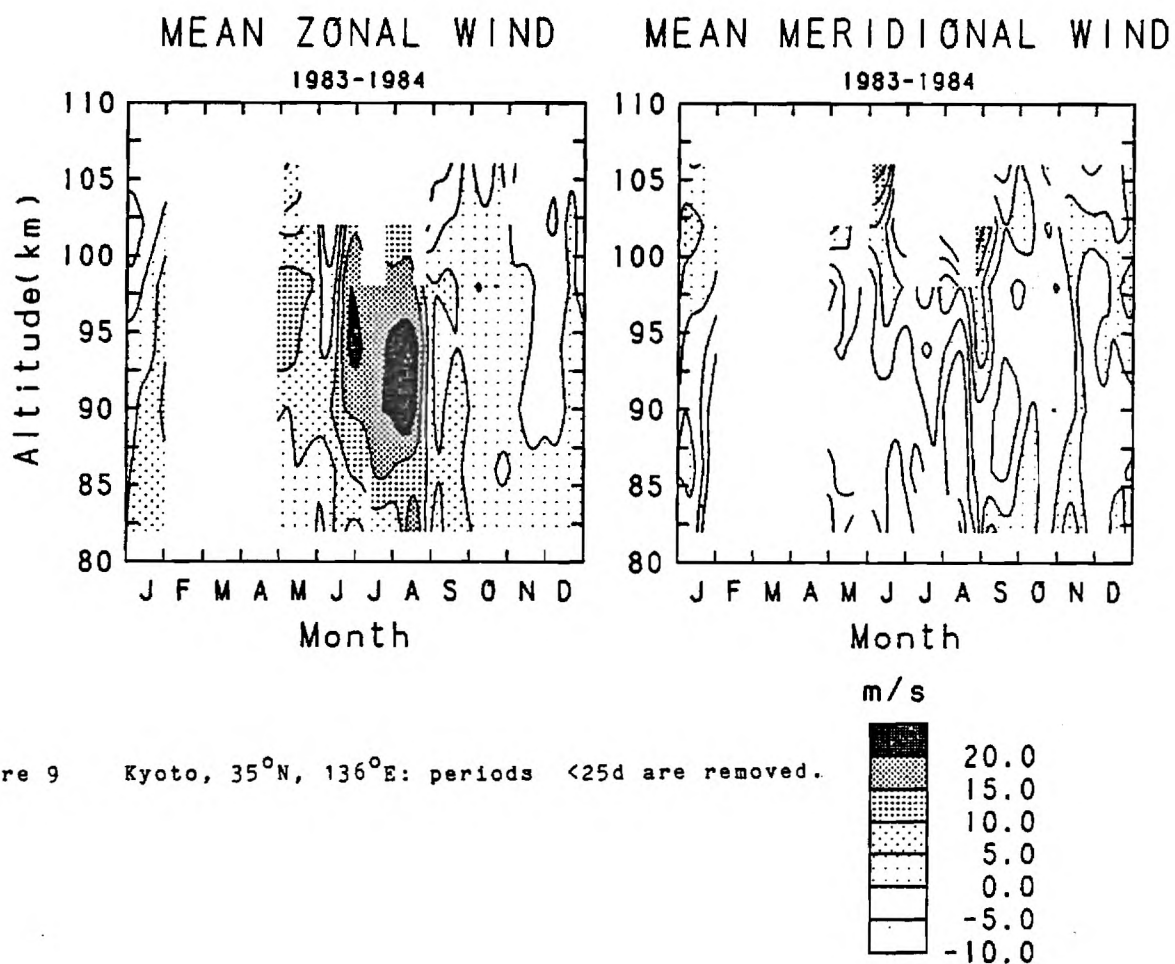 MEAN ZONAL WIND
1983-1984
110
105
100
95
90
85
80
Altitude(km)
J F M A M J J A S O N D
Month
MEAN MERIDIONAL WIND
1983-1984
110
105
100
95
90
85
80
J F M A M J J A S O N D
Month
m/s
20.0
15.0
10.0
5.0
0.0
-5.0
-10.0
re 9 Kyoto, 35°N, 136°E: periods <25d are removed.